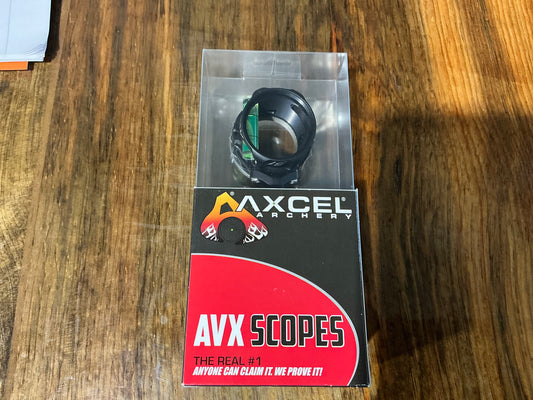 AXCEL®
ARCHERY
AVX SCOPES
THE REAL #1
ANYONE CAN CLAIM IT. WE PROVE IT!